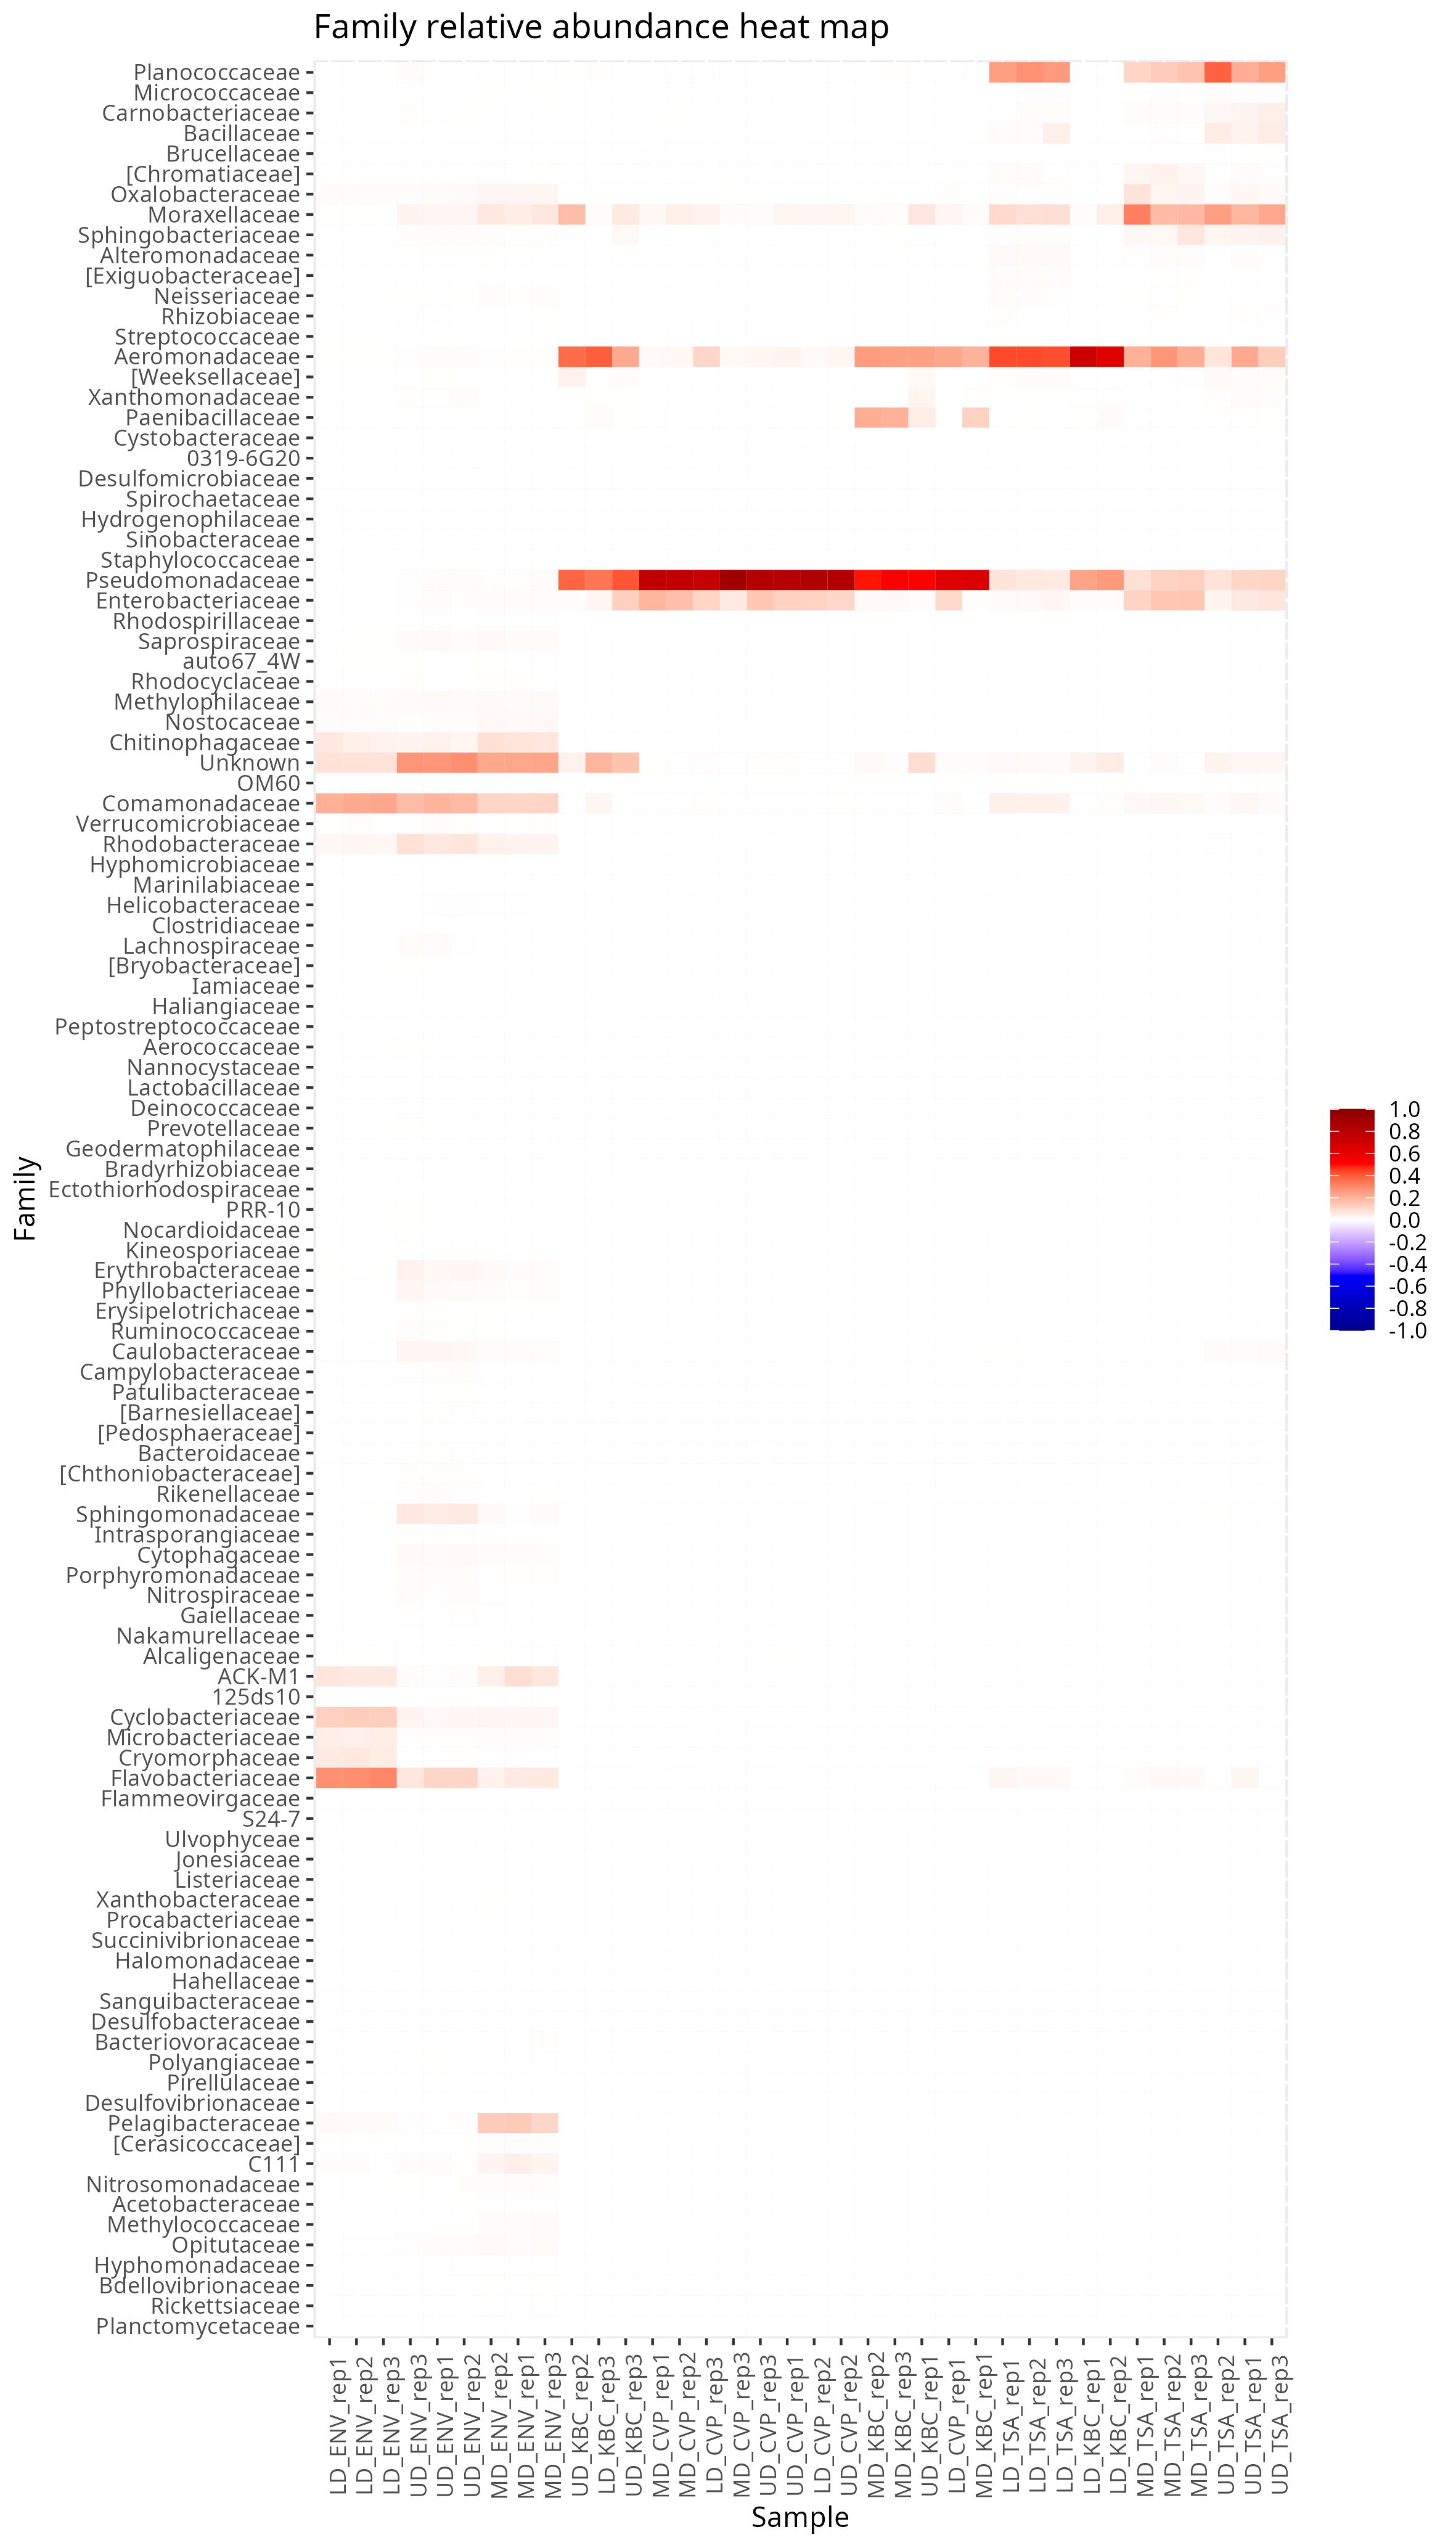 Family relative abundance heat map
Planococcaceae
Micrococcaceae
Carnobacteriaceae
Bacillaceae
Brucellaceae
[Chromatiaceae]
Oxalobacteraceae
Moraxellaceae
Sphingobacteriaceae
Alteromonadaceae
[Exiguobacteraceae]
Neisseriaceae
Rhizobiaceae
Streptococcaceae
Aeromonadaceae
[Weeksellaceae]
Xanthomonadaceae
Paenibacillaceae
Cystobacteraceae
0319-6G20
Desulfomicrobiaceae
Spirochaetaceae
Hydrogenophilaceae
Sinobacteraceae
Staphylococcaceae
Pseudomonadaceae
Enterobacteriaceae
Rhodospirillaceae
Saprospiraceae
auto67_4W
Rhodocyclaceae
Methylophilaceae
Nostocaceae
Chitinophagaceae
Unknown
OM60
Comamonadaceae
Verrucomicrobiaceae
Rhodobacteraceae
Hyphomicrobiaceae
Marinilabiaceae
Helicobacteraceae
Clostridiaceae
Lachnospiraceae
[Bryobacteraceae]
Iamiaceae
Haliangiaceae
Peptostreptococcaceae
Aerococcaceae
Nannocystaceae
Lactobacillaceae
Deinococcaceae
Prevotellaceae
Geodermatophilaceae
Bradyrhizobiaceae
Ectothiorhodospiraceae
PRR-10
Nocardioidaceae
Kineosporiaceae
Erythrobacteraceae
Phyllobacteriaceae
Erysipelotrichaceae
Ruminococcaceae
Caulobacteraceae
Campylobacteraceae
Patulibacteraceae
[Barnesiellaceae]
[Pedosphaeraceae]
Bacteroidaceae
[Chthoniobacteraceae]
Rikenellaceae
Sphingomonadaceae
Intrasporangiaceae
Cytophagaceae
Porphyromonadaceae
Nitrospiraceae
Gaiellaceae
Nakamurellaceae
Alcaligenaceae
ACK-M1
125ds10
Cyclobacteriaceae
Microbacteriaceae
Cryomorphaceae
Flavobacteriaceae
Flammeovirgaceae
S24-7
Ulvophyceae
Jonesiaceae
Listeriaceae
Xanthobacteraceae
Procabacteriaceae
Succinivibrionaceae
Halomonadaceae
Hahellaceae
Sanguibacteraceae
Desulfobacteraceae
Bacteriovoracaceae
Polyangiaceae
Pirellulaceae
Desulfovibrionaceae
Pelagibacteraceae
[Cerasicoccaceae]
C111
Nitrosomonadaceae
Acetobacteraceae
Methylococcaceae
Opitutaceae
Hyphomonadaceae
Bdellovibrionaceae
Rickettsiaceae
Planctomycetaceae
Family
LD_ENV_rep1
LD_ENV_rep2
LD_ENV_rep3
UD_ENV_rep3
UD_ENV_rep1
UD_ENV_rep2
MD_ENV_rep2
MD_ENV_rep1
MD_ENV_rep3
UD_KBC_rep2
LD_KBC_rep3
UD_KBC_rep3
MD_CVP_rep1
MD_CVP_rep2
LD_CVP_rep3
MD_CVP_rep3
UD_CVP_rep3
UD_CVP_rep1
LD_CVP_rep2
UD_CVP_rep2
MD_KBC_rep2
MD_KBC_rep3
UD_KBC_rep1
LD_CVP_rep1
MD_KBC_rep1
LD_TSA_rep1
LD_TSA_rep2
LD_TSA_rep3
LD_KBC_rep1
LD_KBC_rep2
MD_TSA_rep1
MD_TSA_rep2
MD_TSA_rep3
UD_TSA_rep2
UD_TSA_rep1
UD_TSA_rep3
Sample
1.0
0.8
0.6
0.4
0.2
0.0
-0.2
-0.4
-0.6
-0.8
-1.0